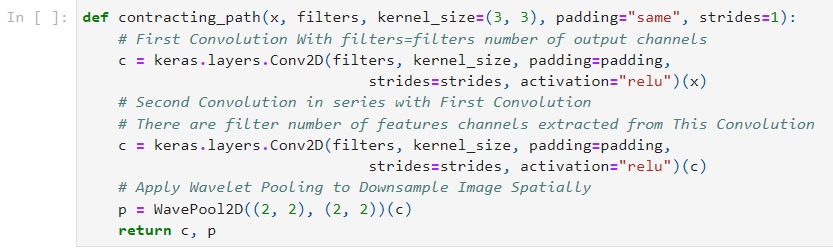 In [ ]: def contracting_path(x, filters, kernel_size=(3, 3), padding="same", strides=1):
# First Convolution With filters=filters number of output channels
c = keras.layers.Conv2D(filters, kernel_size, padding=padding,
strides=strides, activation="relu")(x)
# Second Convolution in series with First Convolution
# There are filter number of features channels extracted from This Convolution
c = keras.layers.Conv2D(filters, kernel_size, padding=padding,
strides=strides, activation="relu")(c)
# Apply Wavelet Pooling to Downsample Image Spatially
p = WavePool2D((2, 2), (2, 2))(c)
return c, p